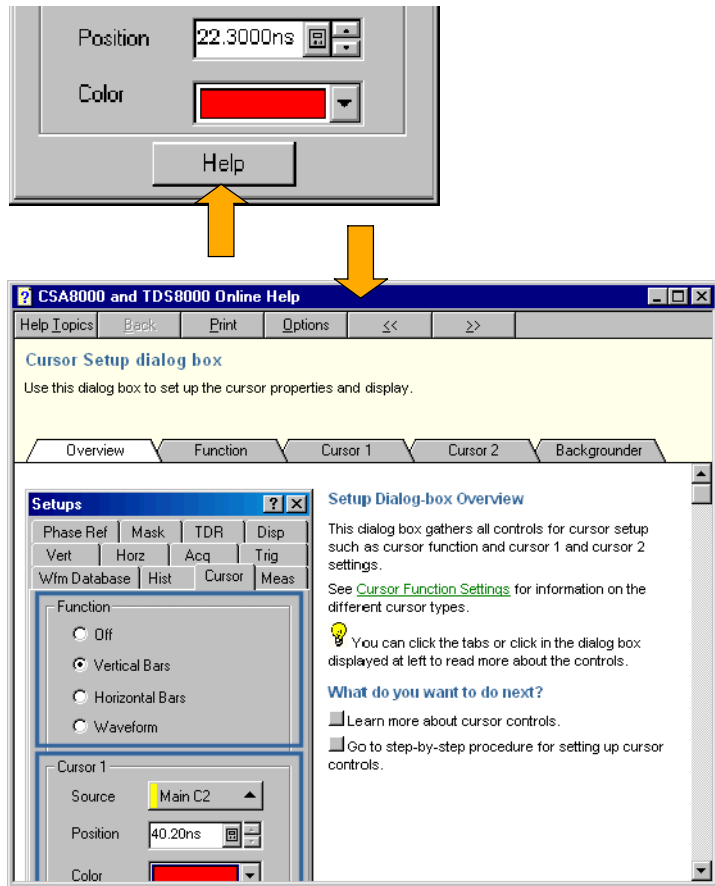 Position 22.3000ns
Color
Help
CSA8000 and TDS8000 Online Help
Help Topics Back Print Options << >>
Cursor Setup dialog box
Use this dialog box to set up the cursor properties and display.
Overview Function Cursor 1 Cursor 2 Backgrounder
Setups
Phase Ref Mask TDR Disp
Vert Horz Acq Trig
Wfm Database Hist Cursor Meas
Function
Off
Vertical Bars
Horizontal Bars
Waveform
Cursor 1
Source Main C2
Position 40.20ns
Color
Setup Dialog-box Overview
This dialog box gathers all controls for cursor setup
such as cursor function and cursor 1 and cursor 2
settings.
See Cursor Function Settings for information on the
different cursor types.
You can click the tabs or click in the dialog box
displayed at left to read more about the controls.
What do you want to do next?
Learn more about cursor controls.
Go to step-by-step procedure for setting up cursor
controls.